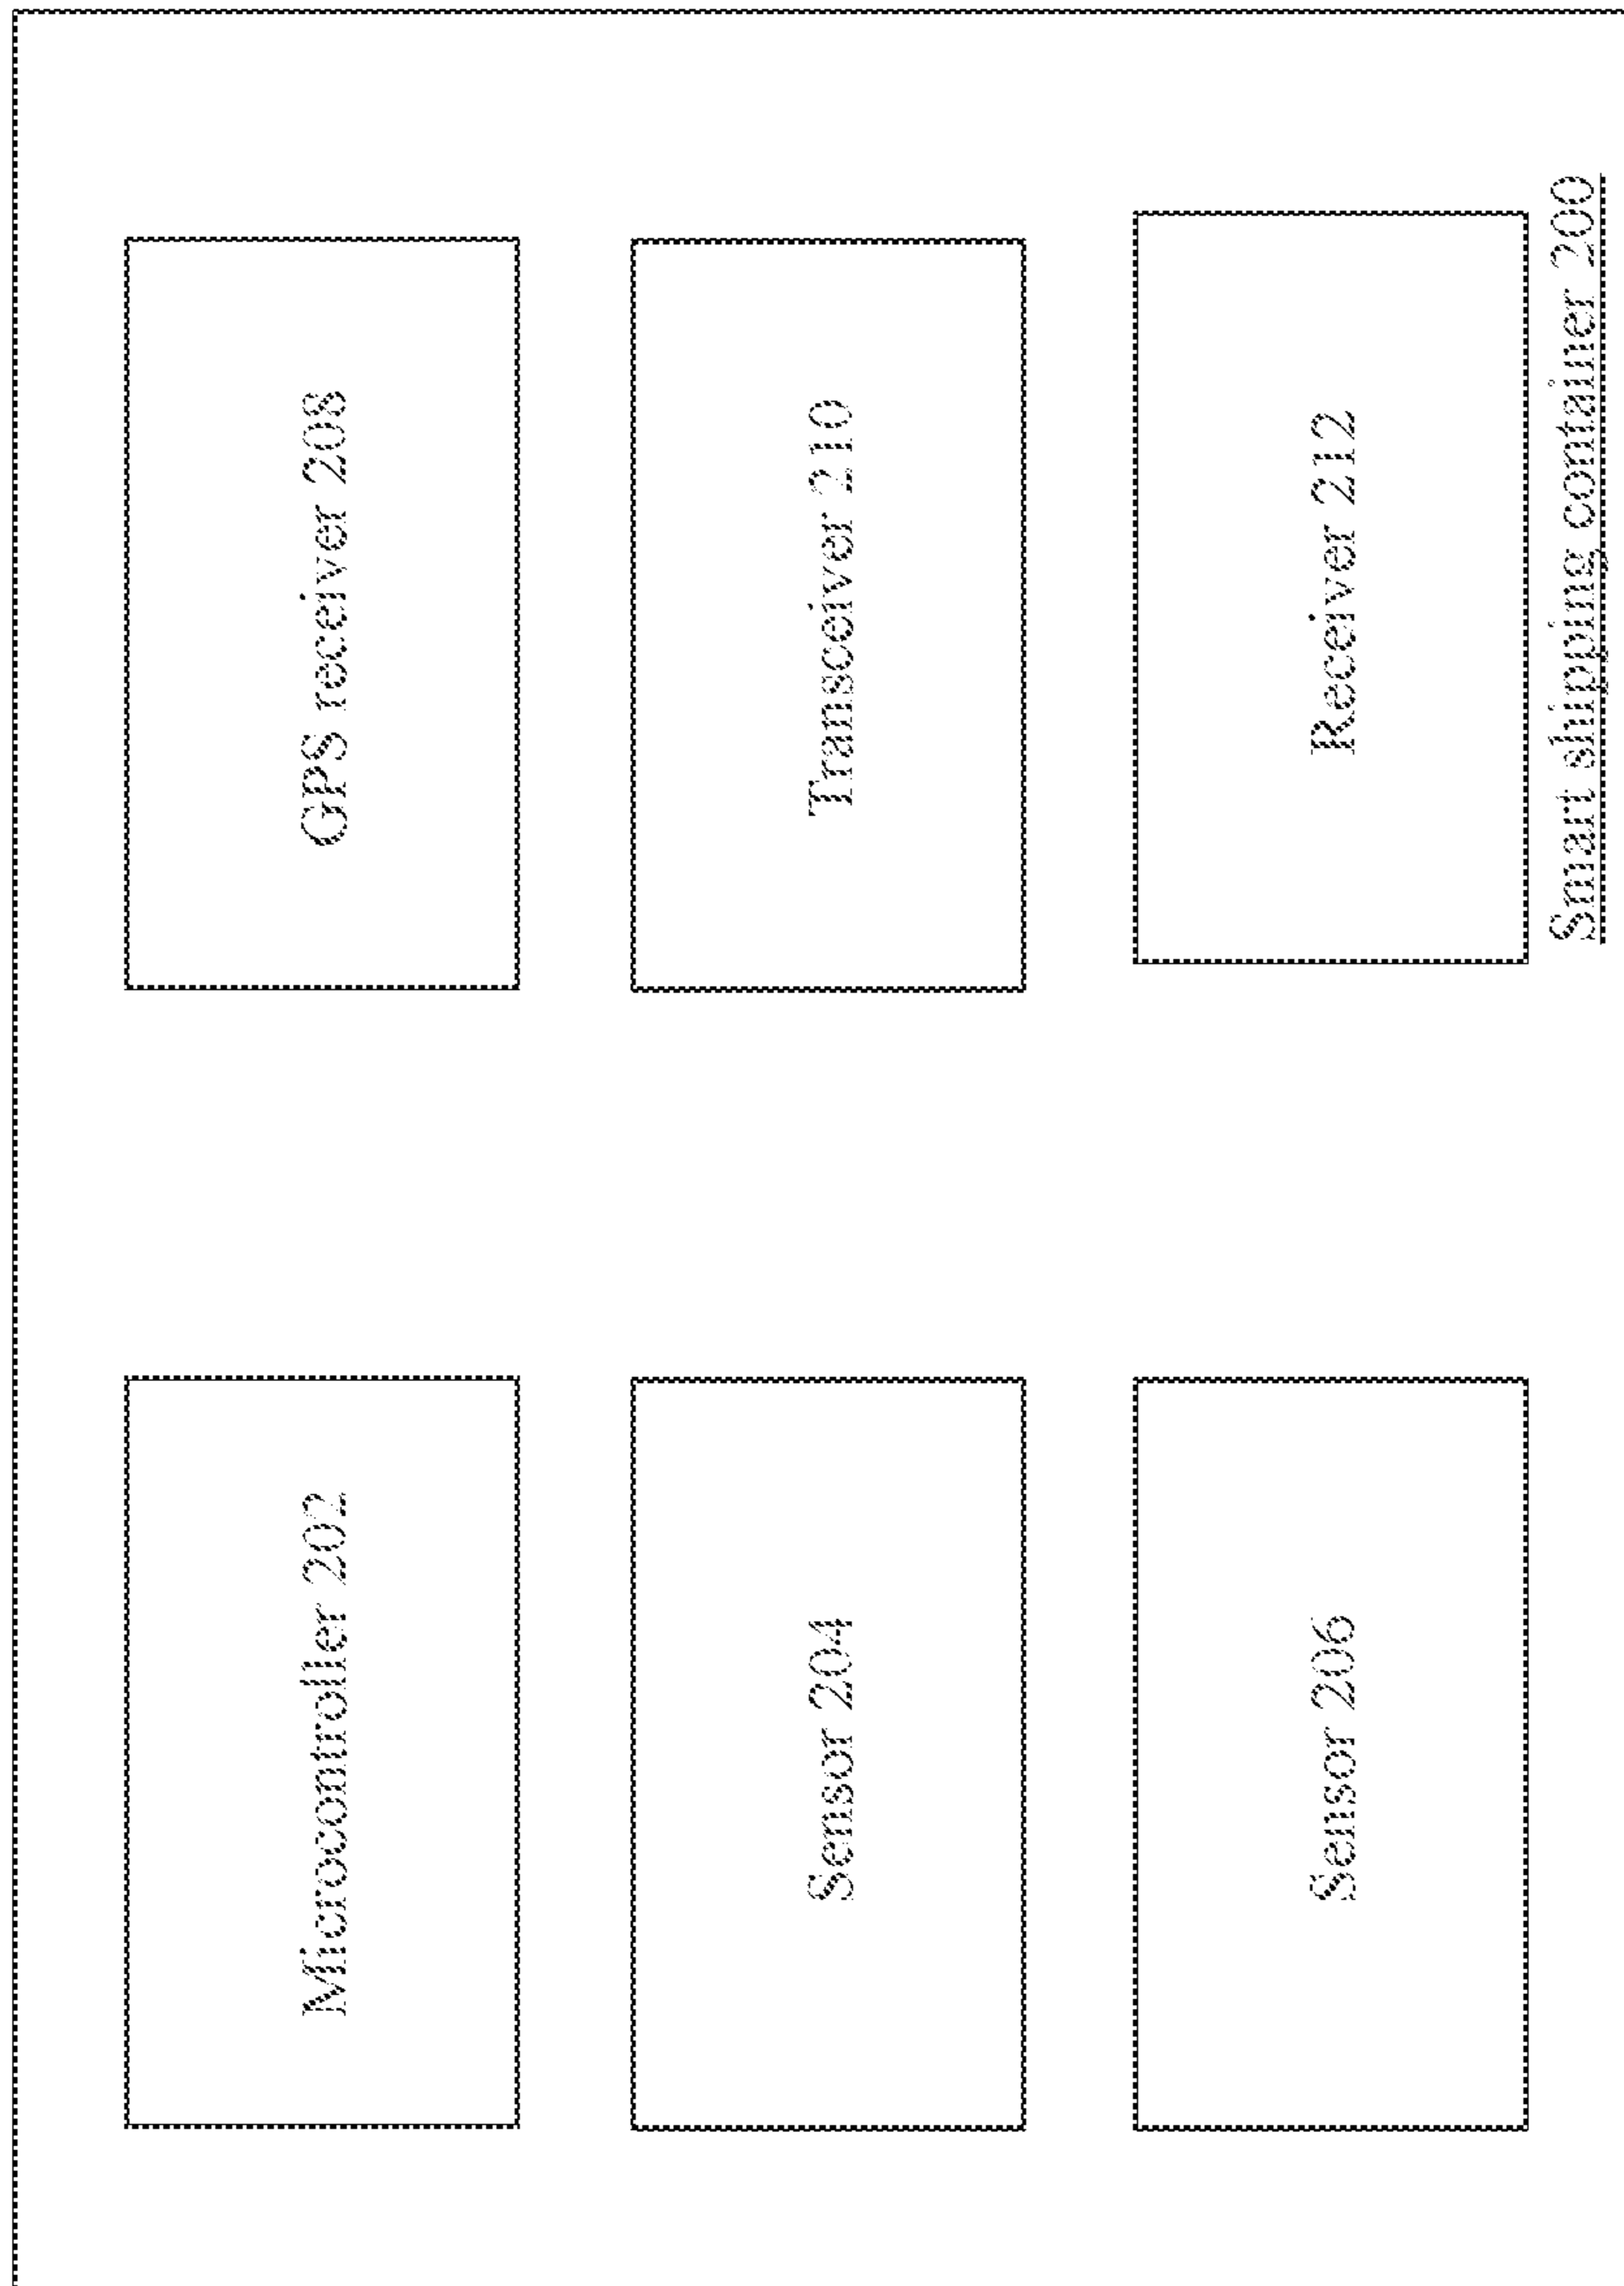 Microcontroller 202
GPS receiver 208
Sensor 204
Transceiver 210
Sensor 206
Receiver 212
Smart shipping container 200